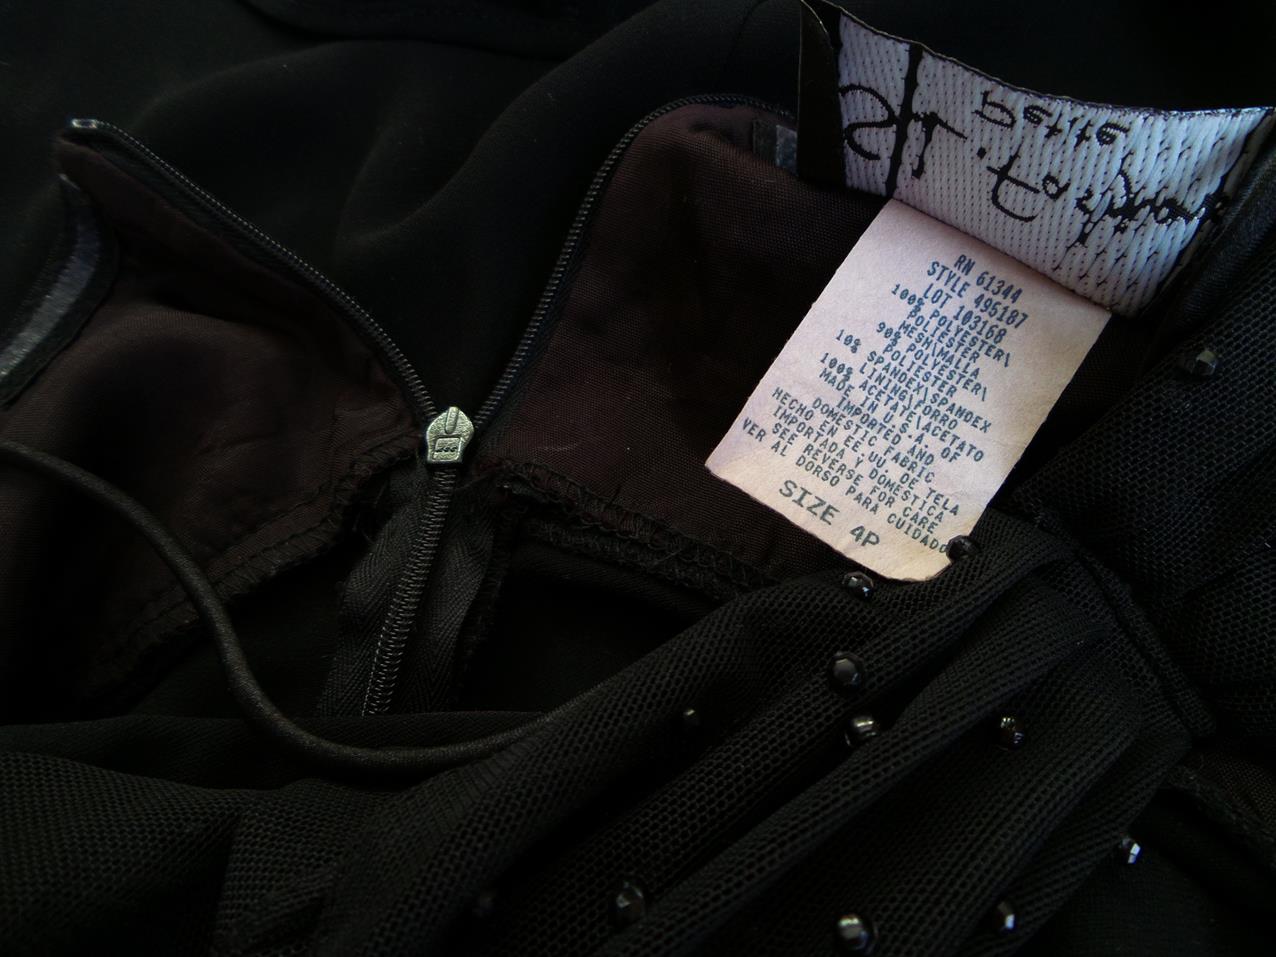 petite
RN 61344
STYLE 495187
LOT 103168
100% POLYESTER\
POLIESTER
MESH\MALLA
90% POLYESTER\
POLIESTER
10% SPANDEX\SPANDEX
LINING\FORRO
100% ACETATE\ACETATO
MADE IN U.S.A. OF
IMPORTED AND
DOMESTIC FABRIC
HECHO EN EE.UU DE TELA
IMPORTADA Y DOMESTICA
SEE REVERSE FOR CARE
VER AL DORSO PARA CUIDADO
SIZE 4P